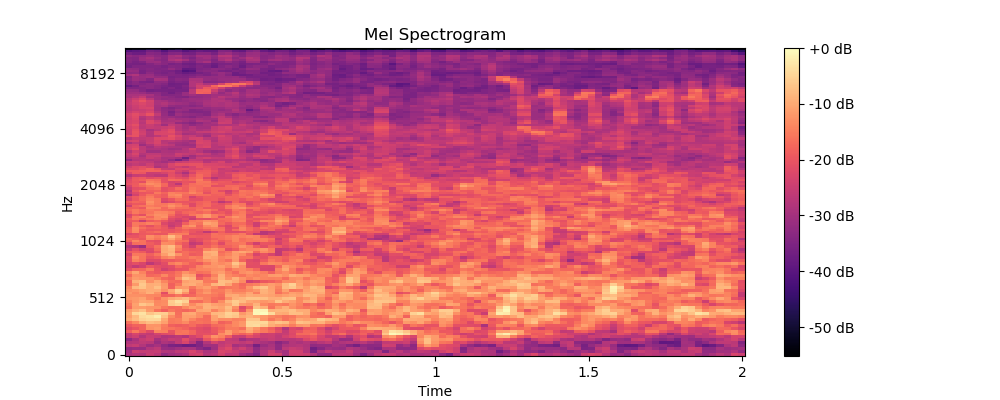 Mel Spectrogram
+0 dB
8192
-10 dB
4096
-20 dB
2048
Hz
-30 dB
1024
-40 dB
512
-50 dB
0
0 0.5 1 1.5 2
Time